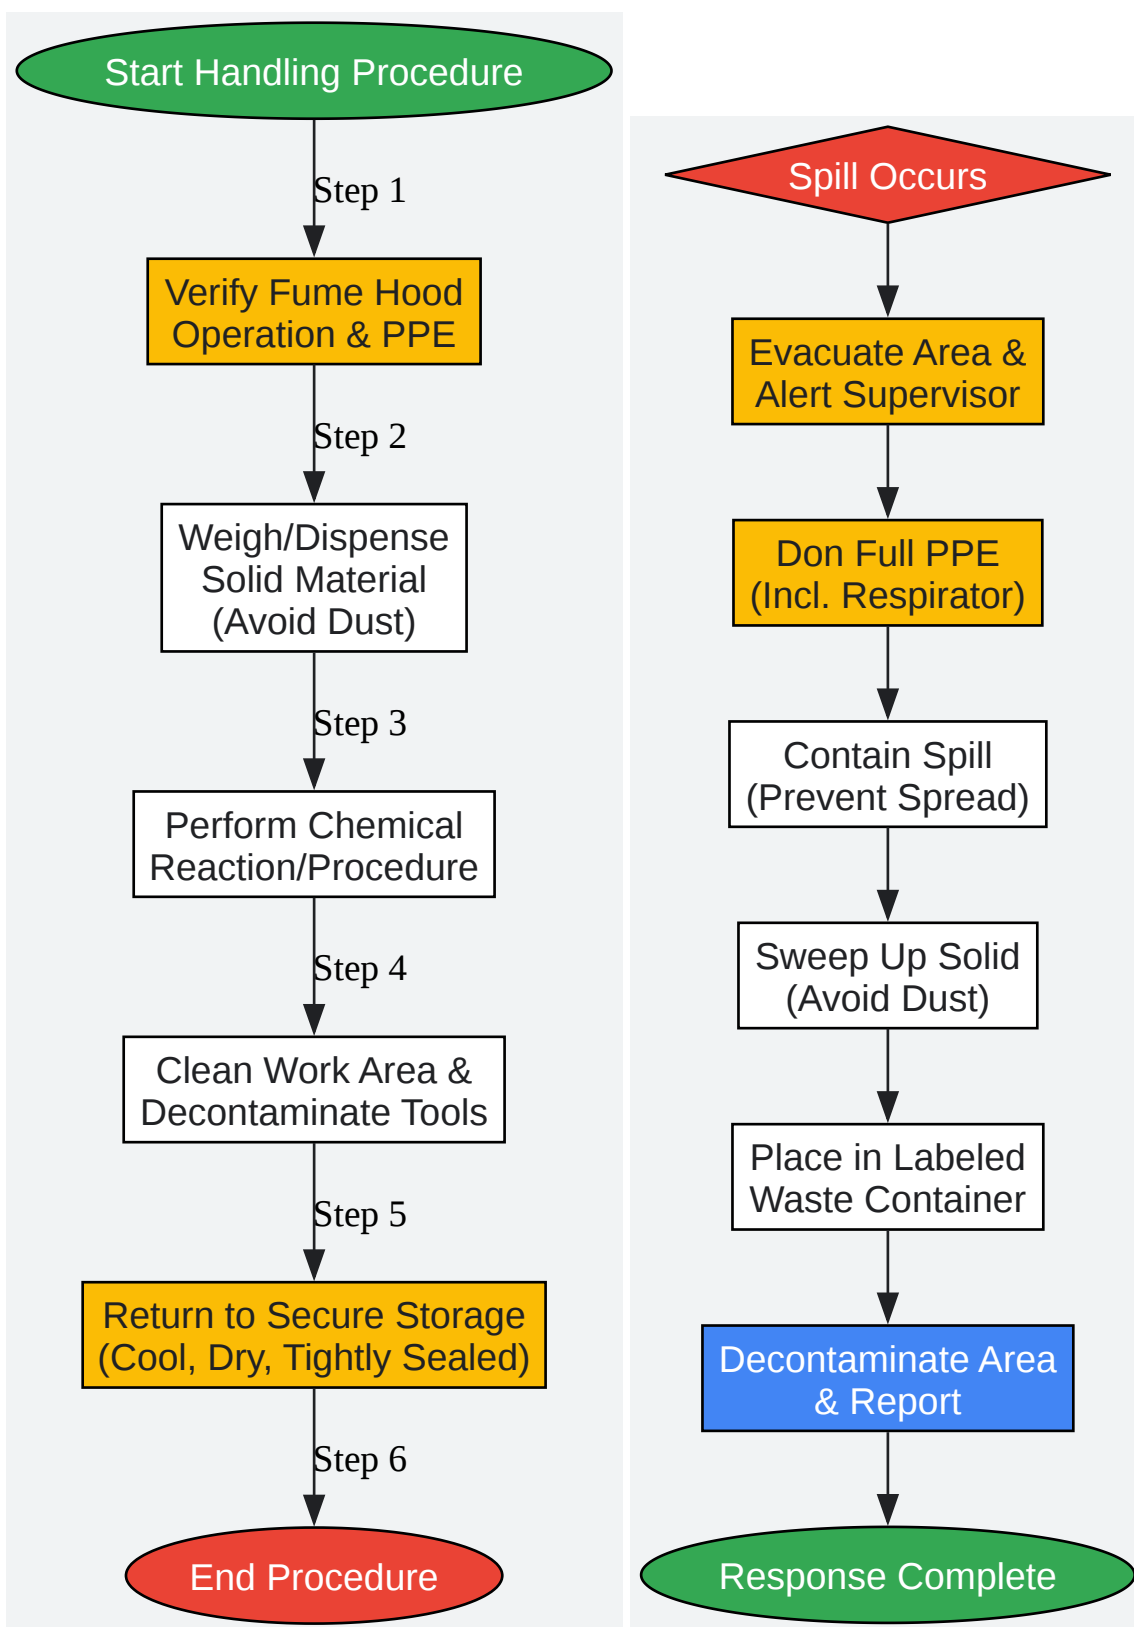 Start Handling Procedure
Step 1
Verify Fume Hood
Operation & PPE
Step 2
Weigh/Dispense
Solid Material
(Avoid Dust)
Step 3
Perform Chemical
Reaction/Procedure
Step 4
Clean Work Area &
Decontaminate Tools
Step 5
Return to Secure Storage
(Cool, Dry, Tightly Sealed)
Step 6
End Procedure
Spill Occurs
Evacuate Area &
Alert Supervisor
Don Full PPE
(Incl. Respirator)
Contain Spill
(Prevent Spread)
Sweep Up Solid
(Avoid Dust)
Place in Labeled
Waste Container
Decontaminate Area
& Report
Response Complete